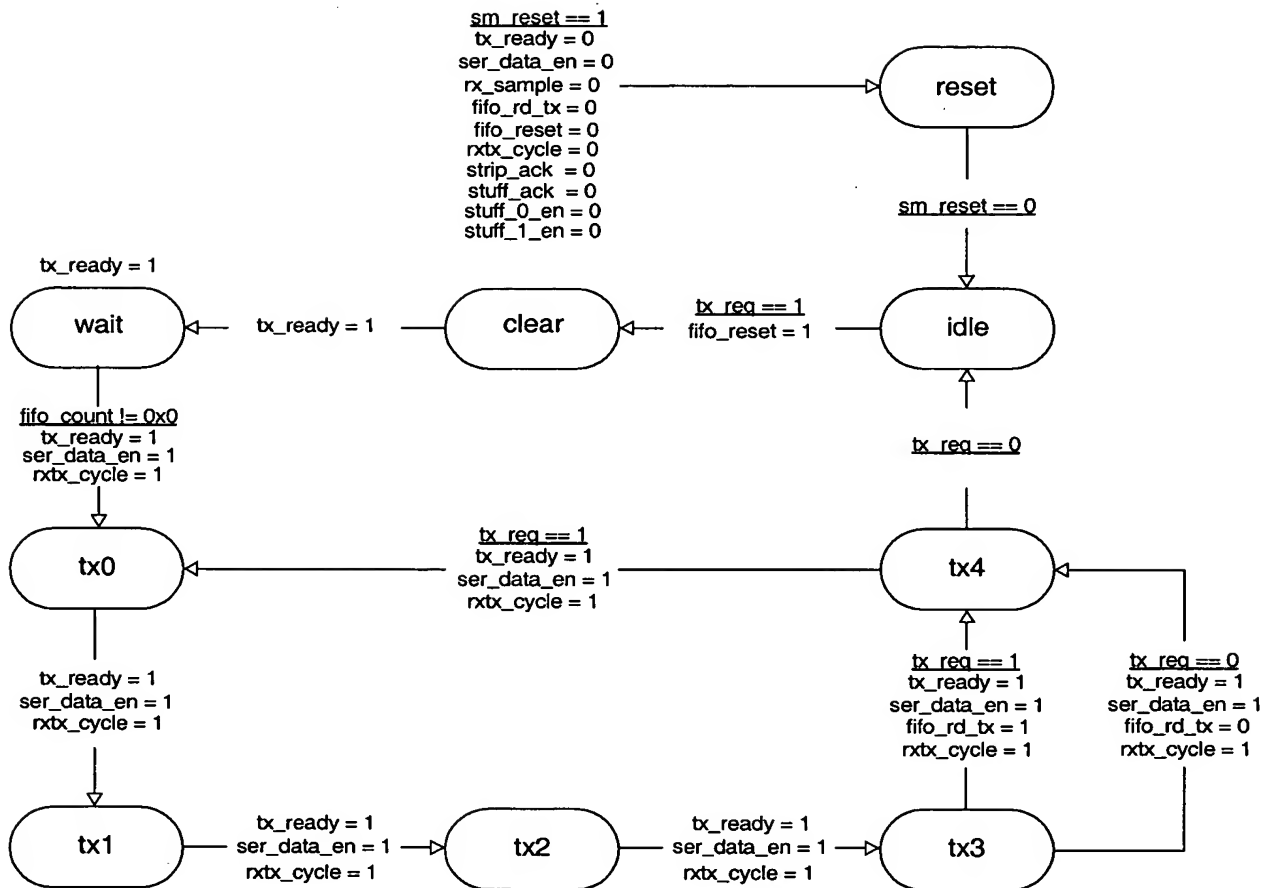 sm_reset == 1
tx_ready = 0
ser_data_en = 0
rx_sample = 0
fifo_rd_tx = 0
fifo_reset = 0
rxtx_cycle = 0
strip_ack = 0
stuff_ack = 0
stuff_0_en = 0
stuff_1_en = 0
reset
sm_reset == 0
tx_ready = 1
wait
tx_ready = 1
clear
tx_req == 1
fifo_reset = 1
idle
fifo_count != 0x0
tx_ready = 1
ser_data_en = 1
rxtx_cycle = 1
tx_req == 0
tx0
tx_req == 1
tx_ready = 1
ser_data_en = 1
rxtx_cycle = 1
tx4
tx_ready = 1
ser_data_en = 1
rxtx_cycle = 1
tx_req == 1
tx_ready = 1
ser_data_en = 1
fifo_rd_tx = 1
rxtx_cycle = 1
tx_req == 0
tx_ready = 1
ser_data_en = 1
fifo_rd_tx = 0
rxtx_cycle = 1
tx1
tx_ready = 1
ser_data_en = 1
rxtx_cycle = 1
tx2
tx_ready = 1
ser_data_en = 1
rxtx_cycle = 1
tx3